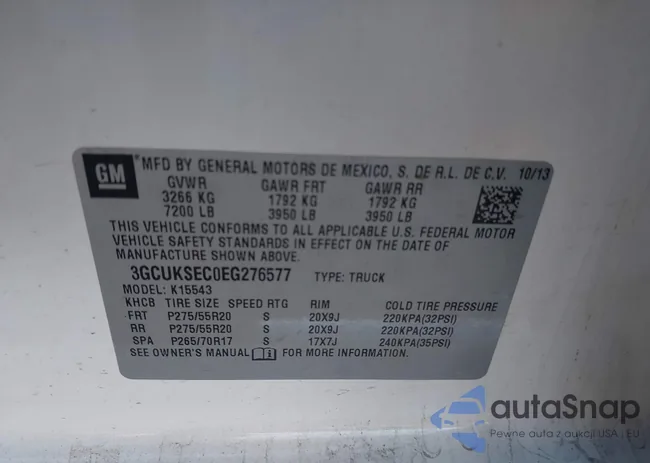 GM
MFD BY GENERAL MOTORS DE MEXICO, S. DE R.L. DE C.V. 10/13
GVWR GAWR FRT GAWR RR
3266 KG 1792 KG 1792 KG
7200 LB 3950 LB 3950 LB
THIS VEHICLE CONFORMS TO ALL APPLICABLE U.S. FEDERAL MOTOR
VEHICLE SAFETY STANDARDS IN EFFECT ON THE DATE OF
MANUFACTURE SHOWN ABOVE.
3GCUKSEC0EG276577 TYPE: TRUCK
MODEL: K15543
KHCB TIRE SIZE SPEED RTG RIM COLD TIRE PRESSURE
FRT P275/55R20 S 20X9J 220KPA(32PSI)
RR P275/55R20 S 20X9J 220KPA(32PSI)
SPA P265/70R17 S 17X7J 240KPA(35PSI)
SEE OWNER'S MANUAL FOR MORE INFORMATION.
autoSnap
Pewne auta z aukcji USA, EU